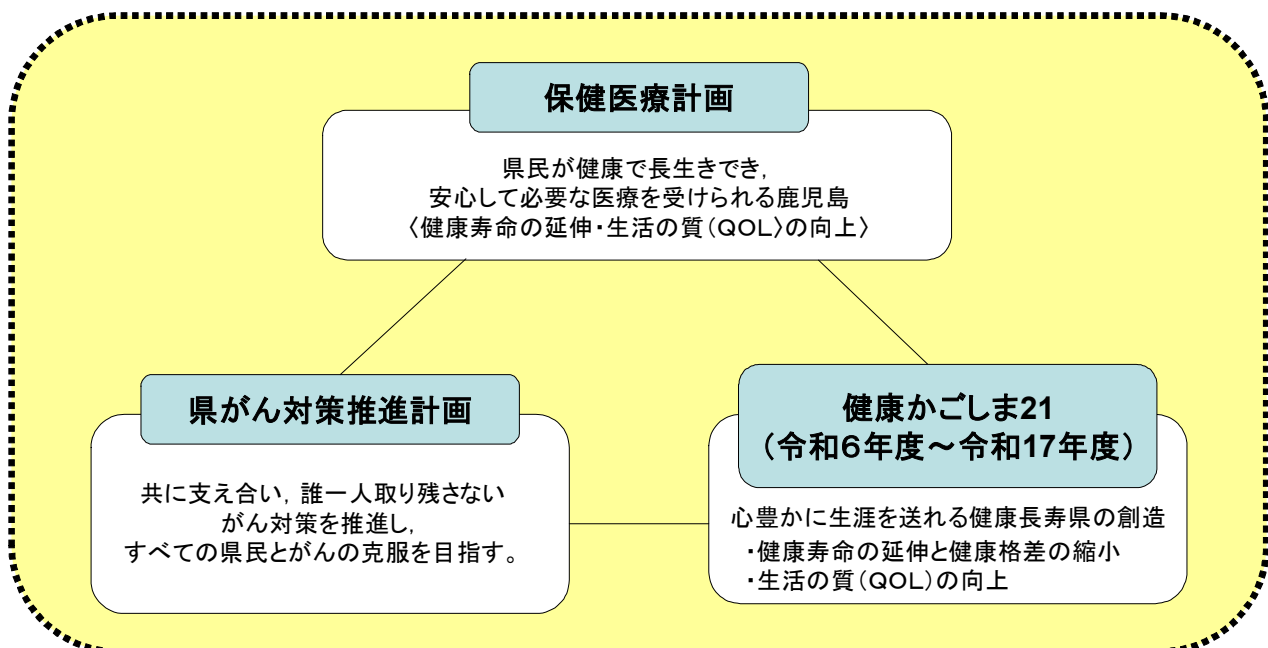 保健医療計画
県民が健康で長生きでき，
安心して必要な医療を受けられる鹿児島
〈健康寿命の延伸・生活の質（ＱＯＬ〉の向上〉
県がん対策推進計画
共に支え合い，誰一人取り残さない
がん対策を推進し，
すべての県民とがんの克服を目指す。
健康かごしま21
（令和６年度～令和17年度）
心豊かに生涯を送れる健康長寿県の創造
・健康寿命の延伸と健康格差の縮小
・生活の質（ＱＯＬ）の向上